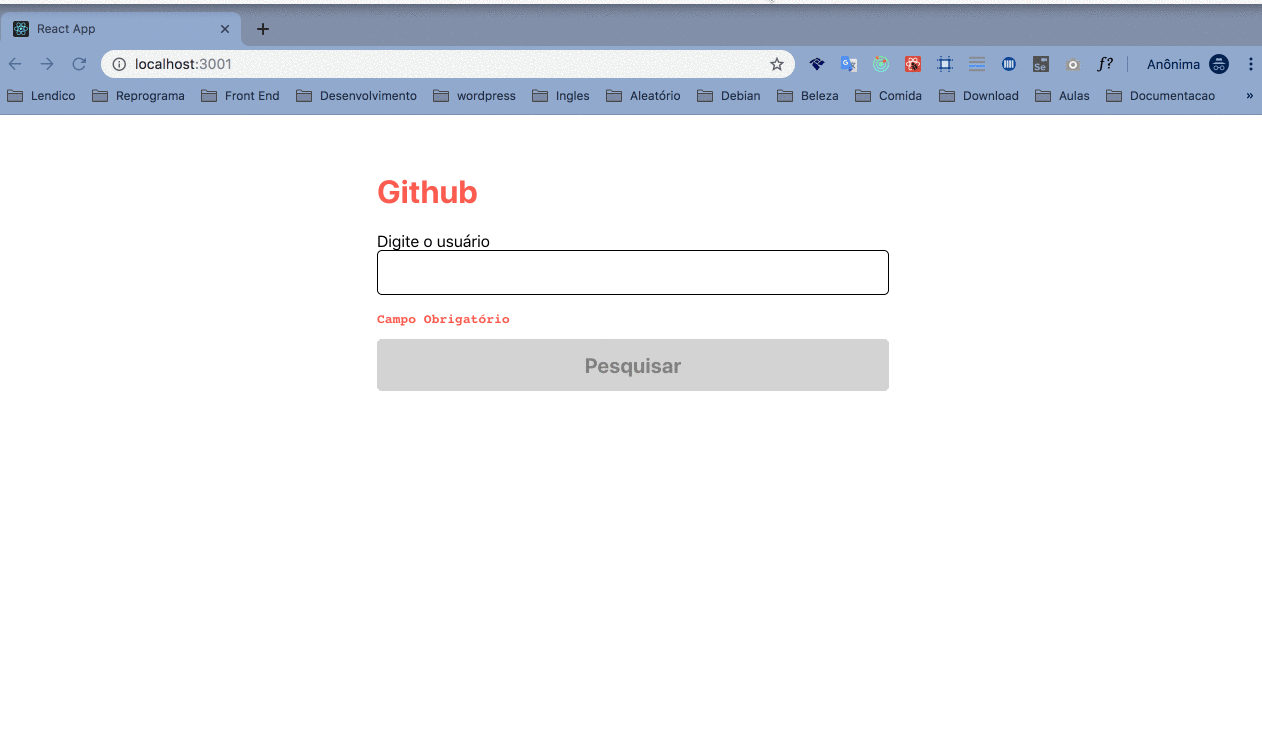 React App
localhost:3001
Se
f?
Anônima
Lendico
Reprograma
Front End
Desenvolvimento
wordpress
Ingles
Aleatório
Debian
Beleza
Comida
Download
Aulas
Documentacao
»
Github
Digite o usuário
Campo Obrigatório
Pesquisar